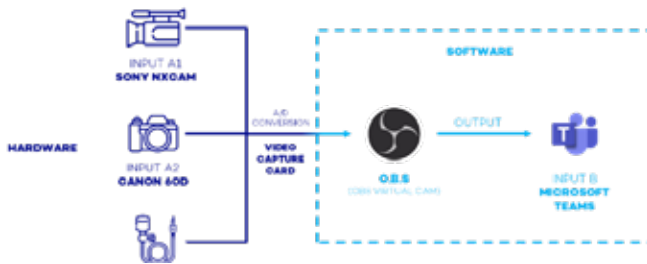 INPUT A1
SONY NXCAM
HARDWARE
INPUT A2
CANON 60D
A/D
CONVERSION
VIDEO
CAPTURE
CARD
SOFTWARE
O.B.S
(OBS VIRTUAL CAM)
OUTPUT
T
INPUT B
MICROSOFT
TEAMS